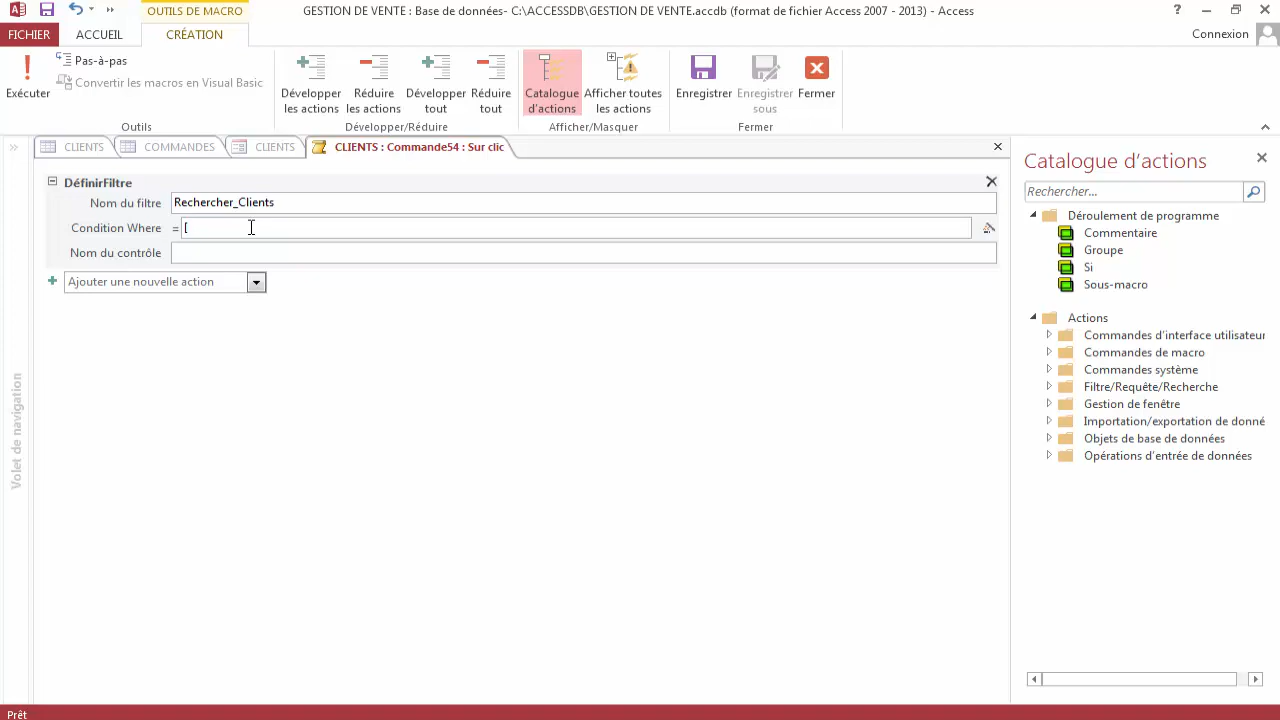 OUTILS DE MACRO
GESTION DE VENTE : Base de données- C:\ACCESSDB\GESTION DE VENTE.accdb (format de fichier Access 2007 - 2013) - Access
FICHIER
ACCUEIL
CRÉATION
Connexion
Exécuter
Pas-à-pas
Convertir les macros en Visual Basic
Outils
Développer les actions
Réduire les actions
Développer tout
Réduire tout
Développer/Réduire
Catalogue d'actions
Afficher toutes les actions
Afficher/Masquer
Enregistrer
Enregistrer sous
Fermer
Fermer
CLIENTS
COMMANDES
CLIENTS
CLIENTS : Commande54 : Sur clic
Volet de navigation
DéfinirFiltre
Nom du filtre
Rechercher_Clients
Condition Where
= [
Nom du contrôle
Ajouter une nouvelle action
Catalogue d'actions
Rechercher...
Déroulement de programme
Commentaire
Groupe
Si
Sous-macro
Actions
Commandes d'interface utilisateur
Commandes de macro
Commandes système
Filtre/Requête/Recherche
Gestion de fenêtre
Importation/exportation de donné
Objets de base de données
Opérations d'entrée de données
Prêt